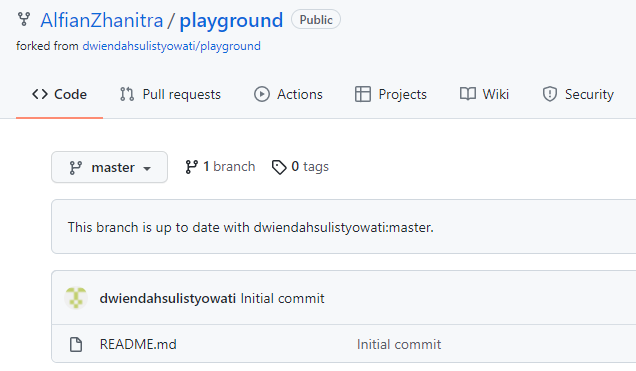 AlfianZhanitra / playground Public
forked from dwiendahsulistyowati/playground
Code Pull requests Actions Projects Wiki Security
master 1 branch 0 tags
This branch is up to date with dwiendahsulistyowati:master.
dwiendahsulistyowati Initial commit
README.md Initial commit